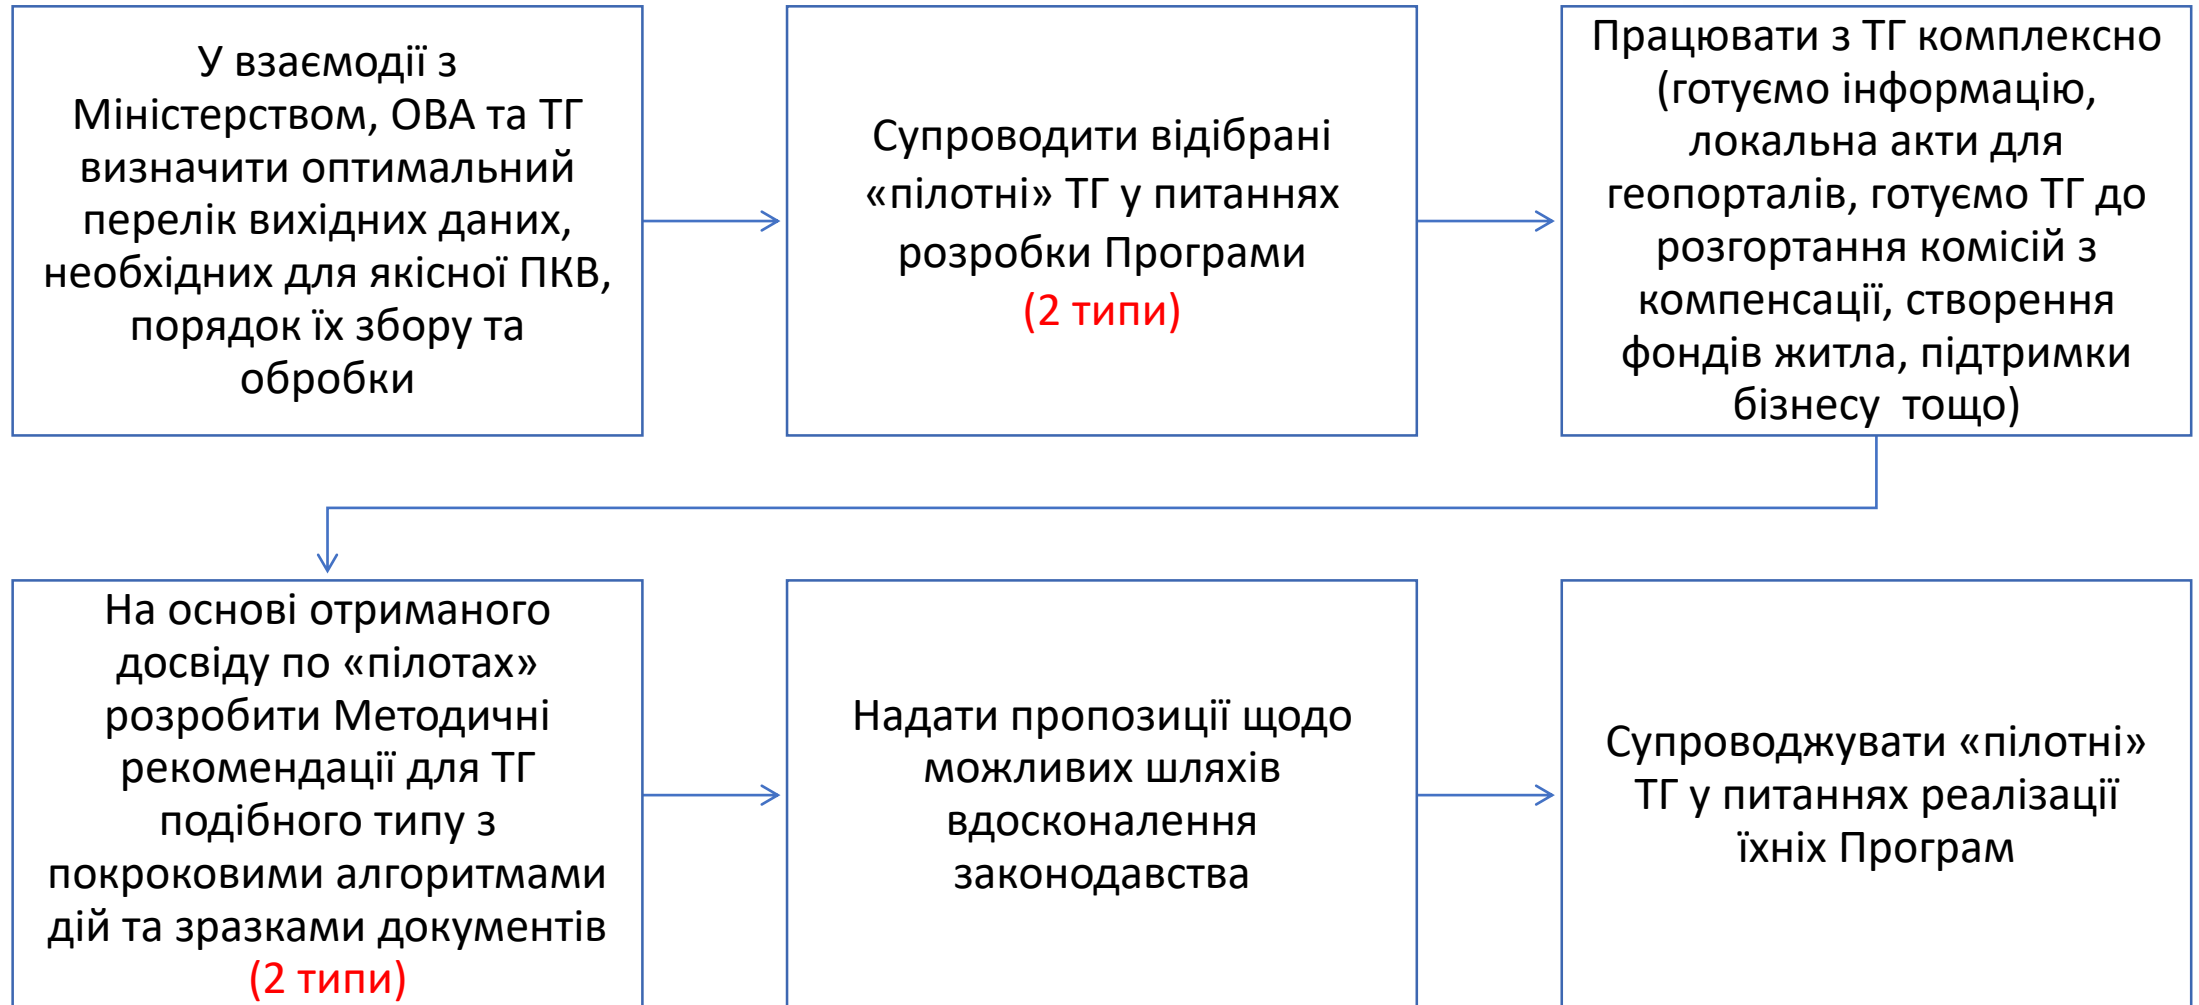 У взаємодії з
Міністерством, ОВА та ТГ
визначити оптимальний
перелік вихідних даних,
необхідних для якісної ПКВ,
порядок їх збору та
обробки
Супроводити відібрані
«пілотні» ТГ у питаннях
розробки Програми
(2 типи)
Працювати з ТГ комплексно
(готуємо інформацію,
локальна акти для
геопорталів, готуємо ТГ до
розгортання комісій з
компенсації, створення
фондів житла, підтримки
бізнесу  тощо)
На основі отриманого
досвіду по «пілотах»
розробити Методичні
рекомендації для ТГ
подібного типу з
покроковими алгоритмами
дій та зразками документів
(2 типи)
Надати пропозиції щодо
можливих шляхів
вдосконалення
законодавства
Супроводжувати «пілотні»
ТГ у питаннях реалізації
їхніх Програм